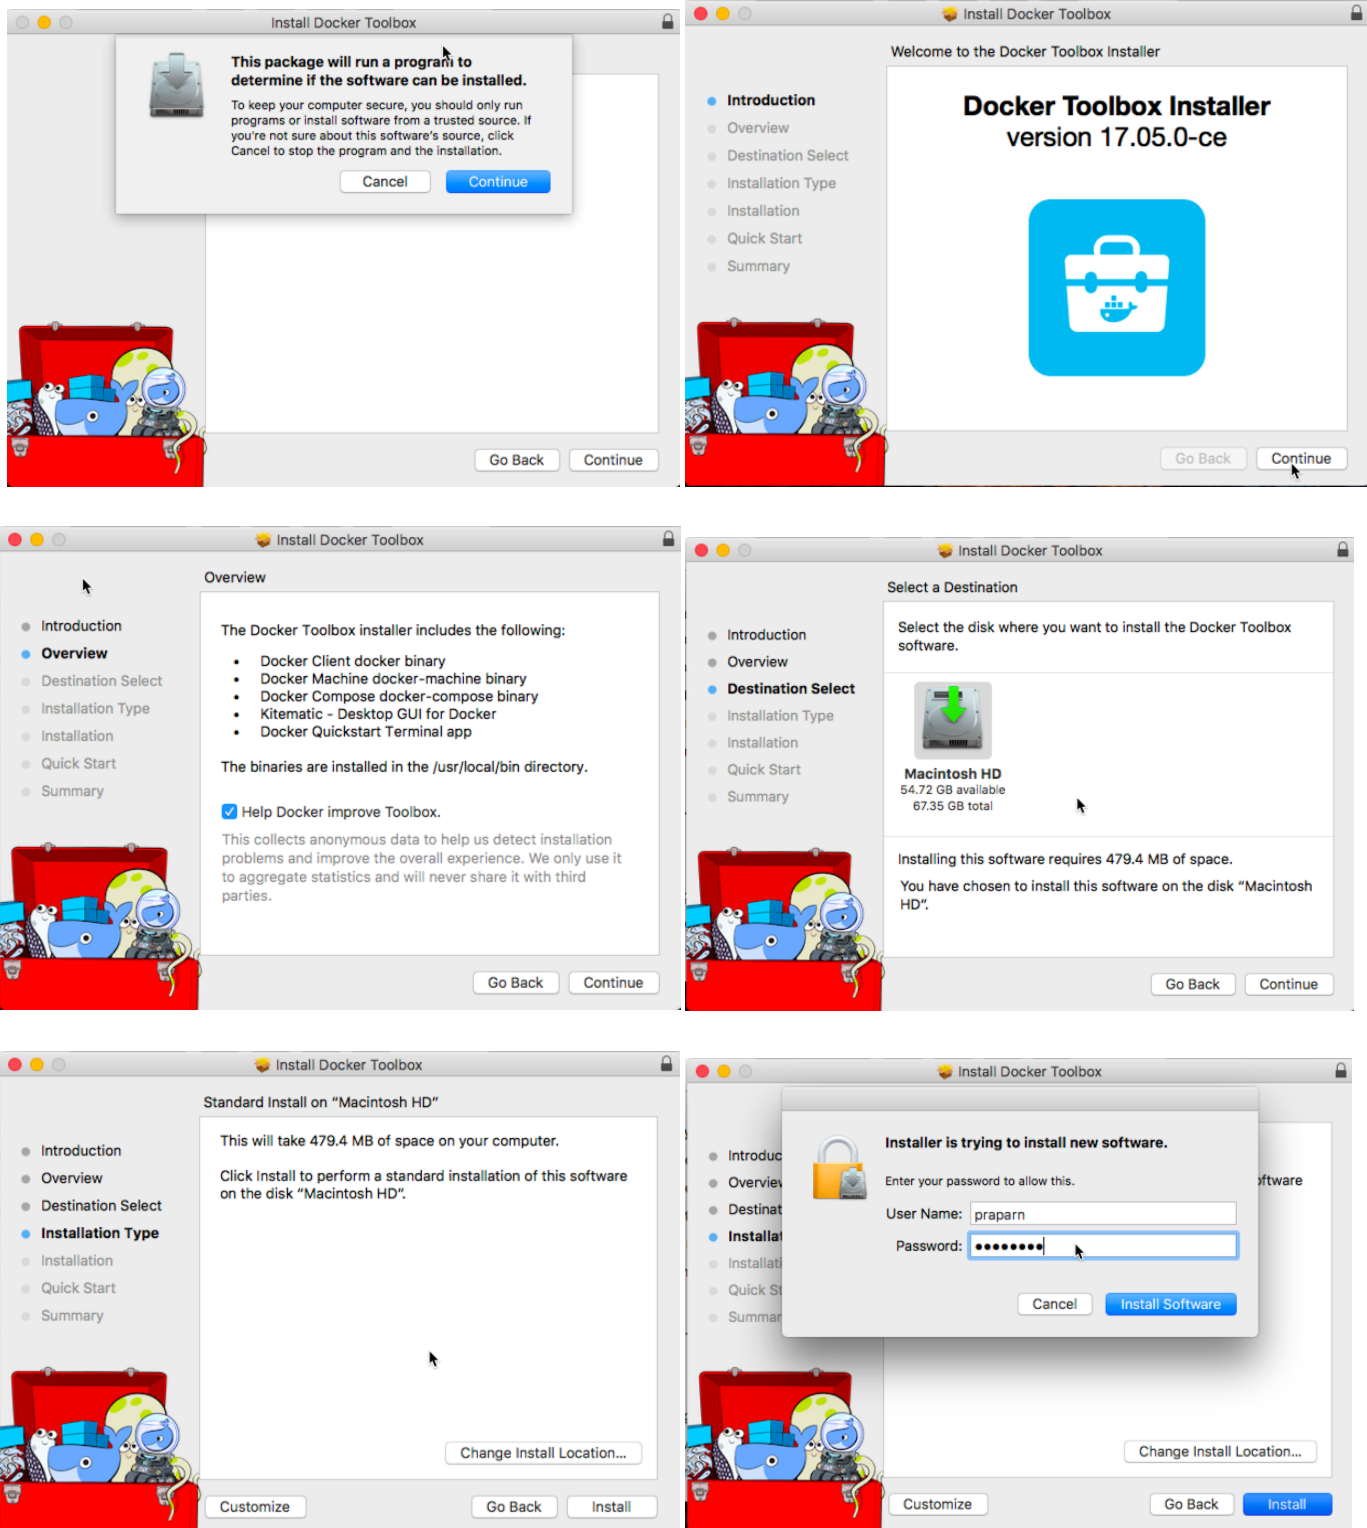 Install Docker Toolbox
This package will run a program to
determine if the software can be installed.
To keep your computer secure, you should only run
programs or install software from a trusted source. If
you're not sure about this software's source, click
Cancel to stop the program and the installation.
Cancel
Continue
Go Back
Continue
Install Docker Toolbox
Welcome to the Docker Toolbox Installer
Introduction
Overview
Destination Select
Installation Type
Installation
Quick Start
Summary
Docker Toolbox Installer
version 17.05.0-ce
Go Back
Continue
Install Docker Toolbox
Overview
Introduction
Overview
Destination Select
Installation Type
Installation
Quick Start
Summary
The Docker Toolbox installer includes the following:
• Docker Client docker binary
• Docker Machine docker-machine binary
• Docker Compose docker-compose binary
• Kitematic - Desktop GUI for Docker
• Docker Quickstart Terminal app
The binaries are installed in the /usr/local/bin directory.
Help Docker improve Toolbox.
This collects anonymous data to help us detect installation
problems and improve the overall experience. We only use it
to aggregate statistics and will never share it with third
parties.
Go Back
Continue
Install Docker Toolbox
Select a Destination
Introduction
Overview
Destination Select
Installation Type
Installation
Quick Start
Summary
Select the disk where you want to install the Docker Toolbox
software.
Macintosh HD
54.72 GB available
67.35 GB total
Installing this software requires 479.4 MB of space.
You have chosen to install this software on the disk “Macintosh
HD”.
Go Back
Continue
Install Docker Toolbox
Standard Install on “Macintosh HD”
Introduction
Overview
Destination Select
Installation Type
Installation
Quick Start
Summary
This will take 479.4 MB of space on your computer.
Click Install to perform a standard installation of this software
on the disk “Macintosh HD”.
Change Install Location...
Customize
Go Back
Install
Install Docker Toolbox
Introduc
Overview
Destinat
Installat
Installati
Quick St
Summar
oftware
Installer is trying to install new software.
Enter your password to allow this.
User Name: praparn
Password: ••••••••
Cancel
Install Software
Change Install Location...
Customize
Go Back
Install